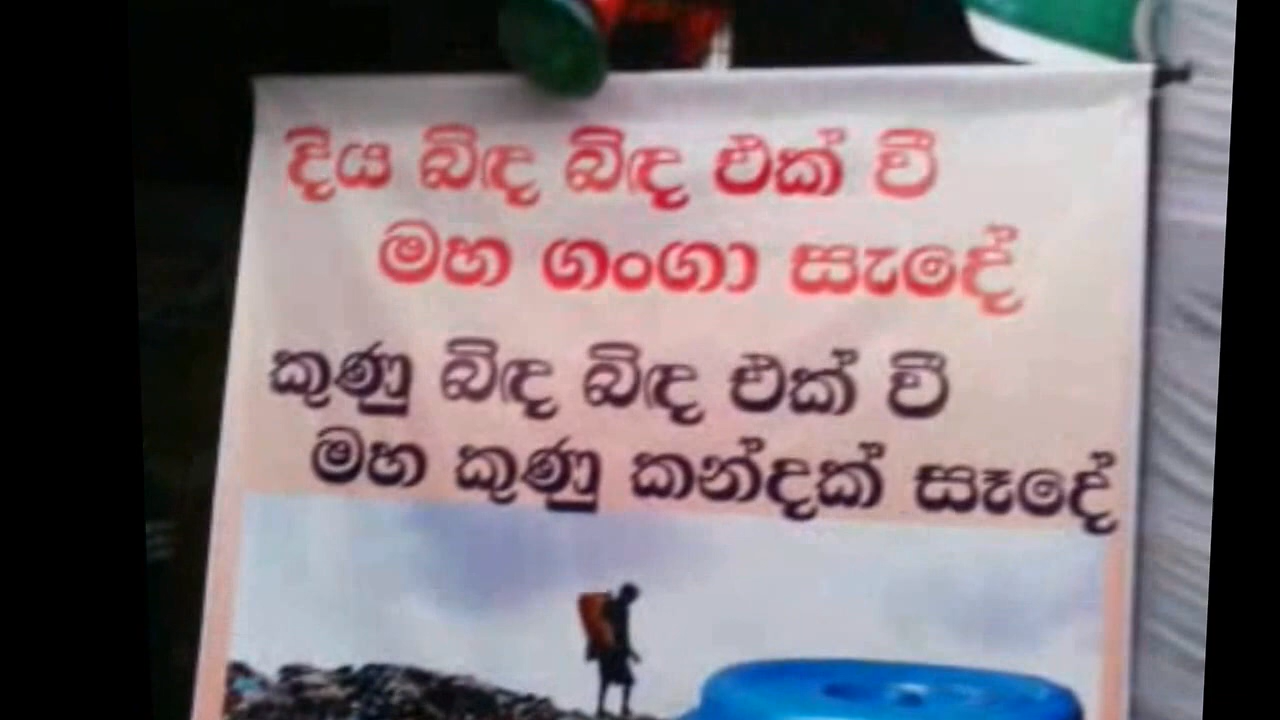 දිය බිඳ බිඳ එක් වී
මහ ගංගා සැදේ
කුණු බිඳ බිඳ එක් වී
මහ කුණු කන්දක් සෑදේ